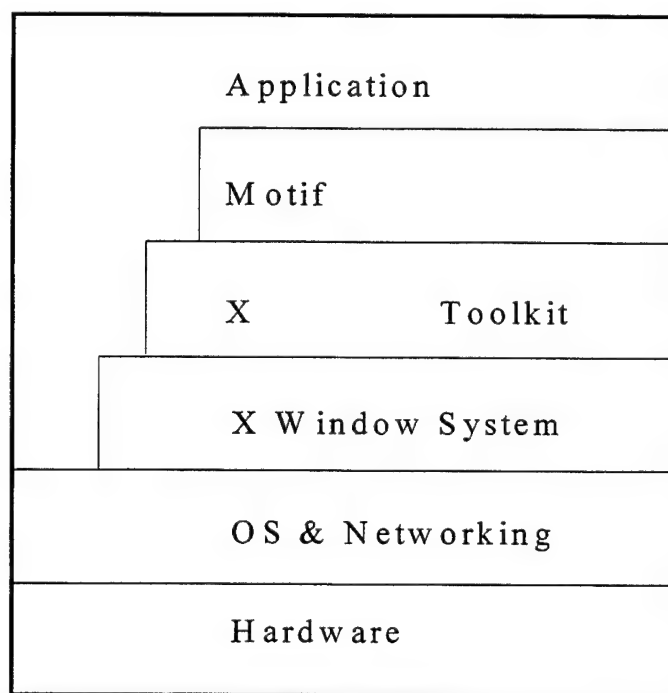 Application
Motif
X Toolkit
X Window System
OS & Networking
Hardware